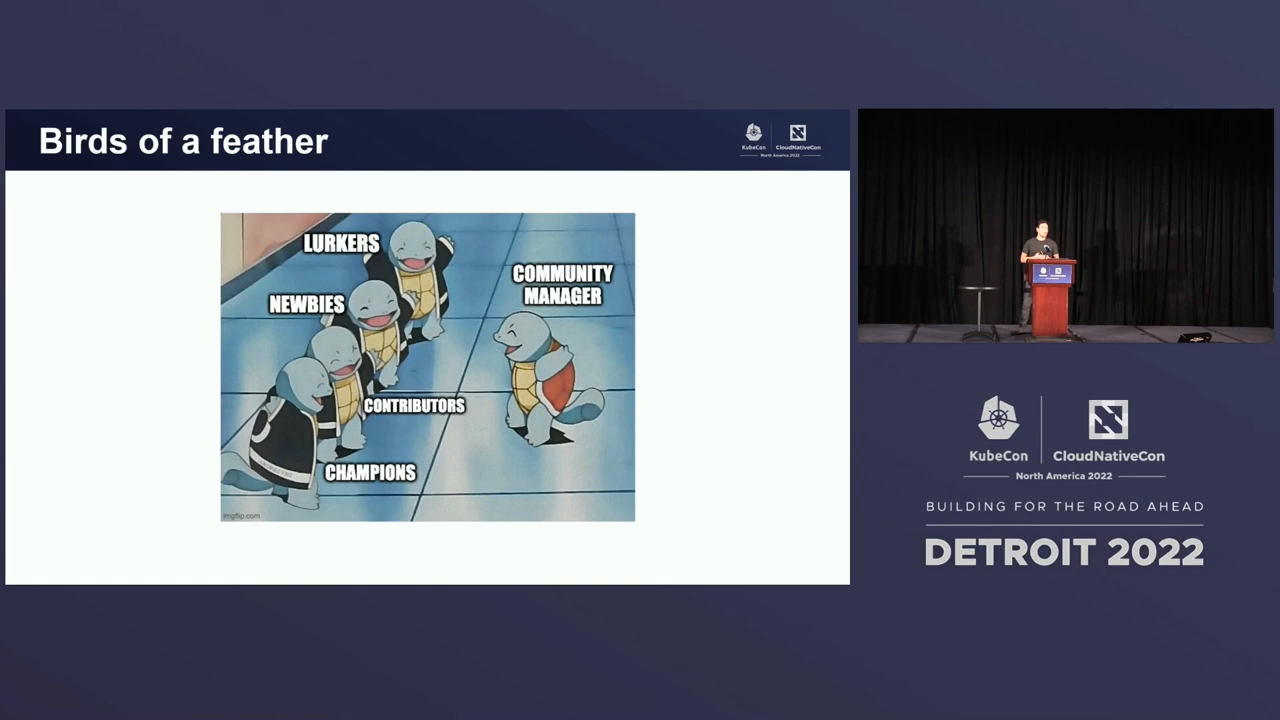 Birds of a feather
KubeCon
CloudNativeCon
North America 2022
LURKERS
COMMUNITY
MANAGER
NEWBIES
CONTRIBUTORS
CHAMPIONS
imgflip.com
KubeCon
CloudNativeCon
North America 2022
BUILDING FOR THE ROAD AHEAD
DETROIT 2022